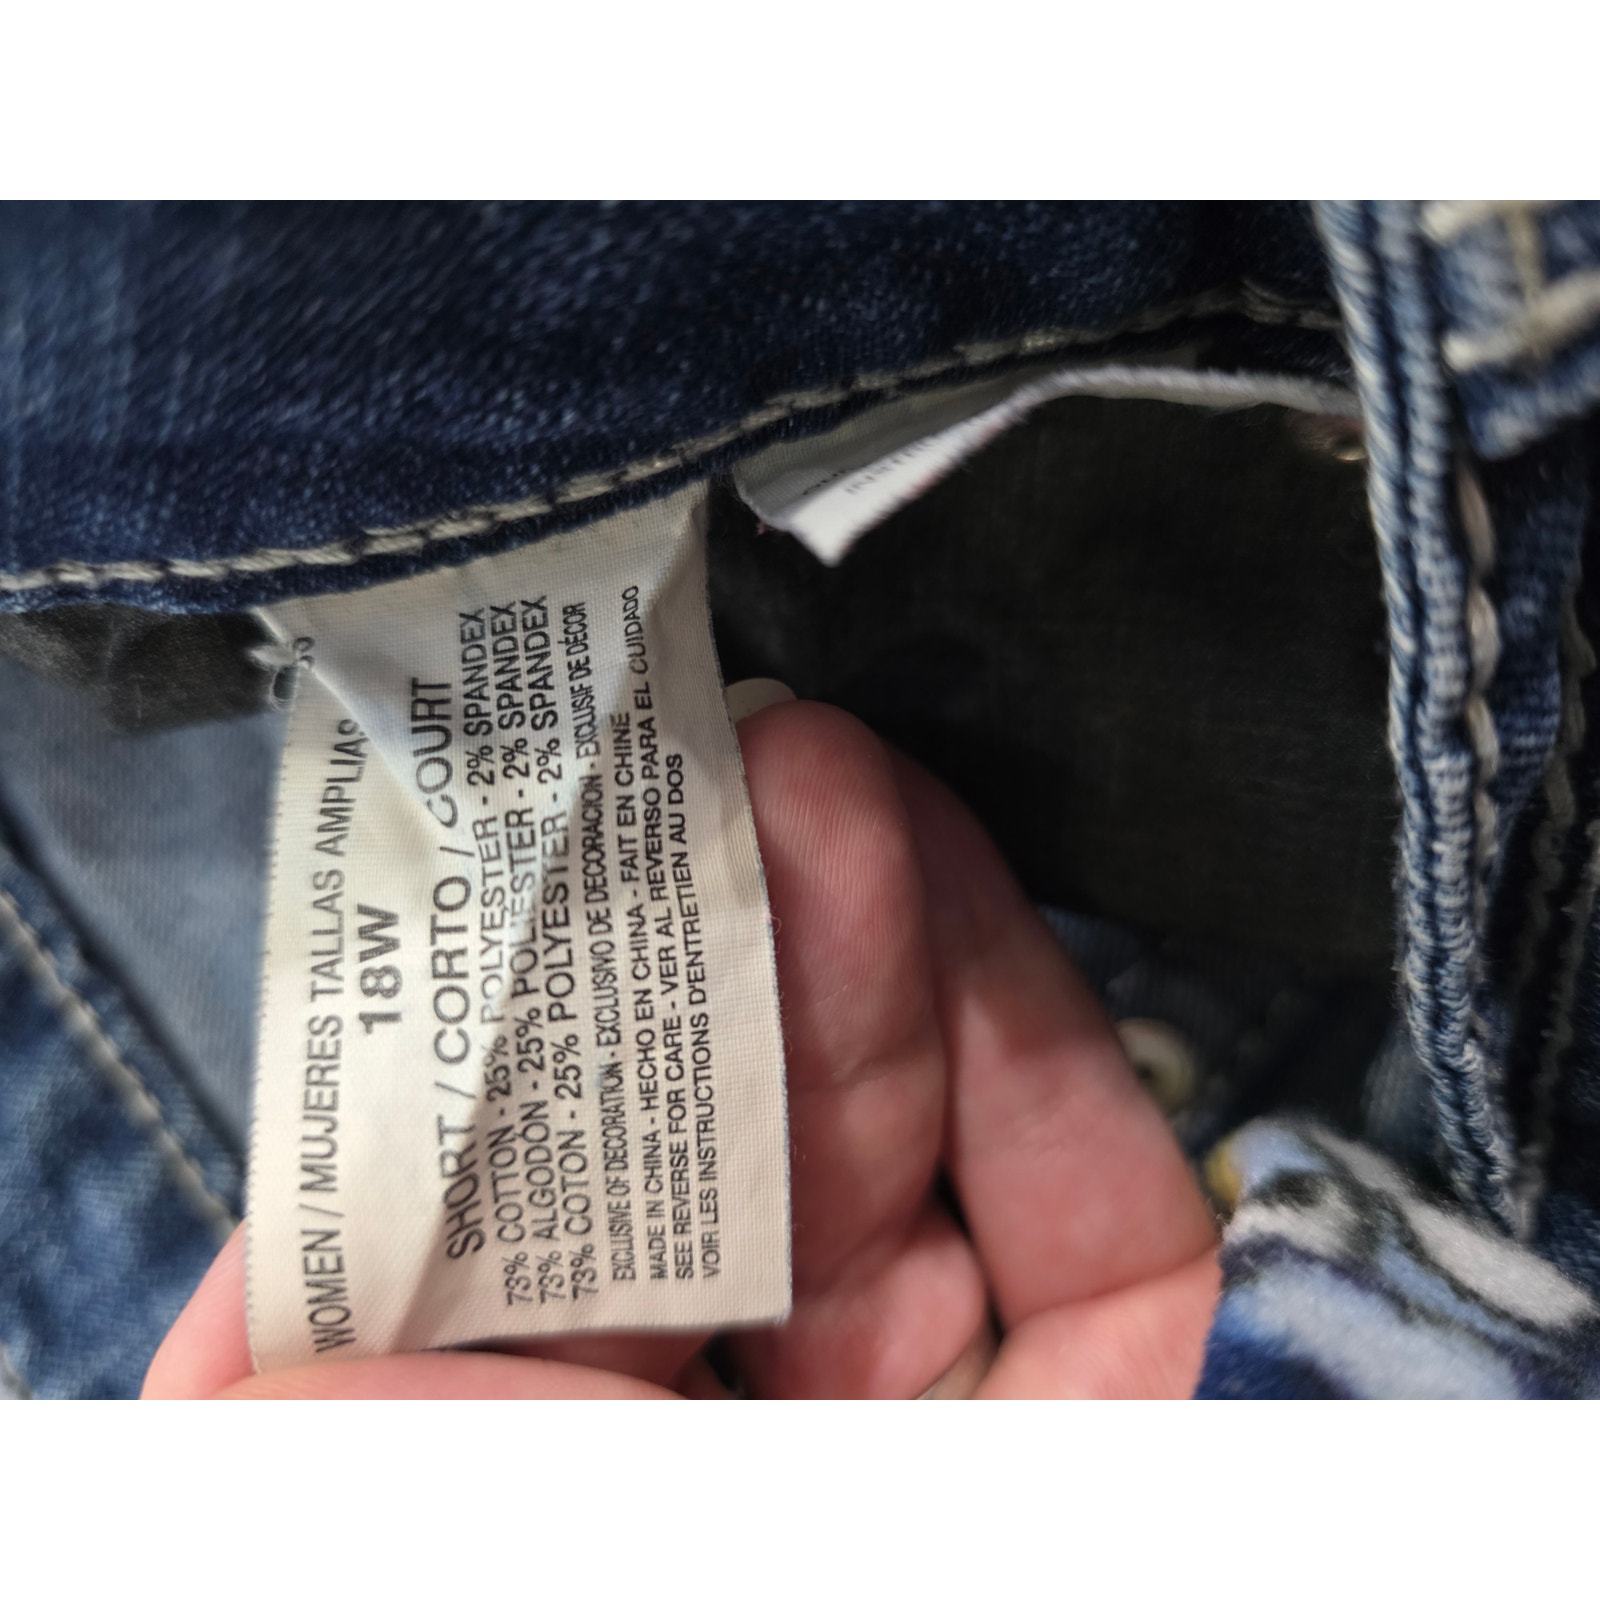 WOMEN / MUJERES TALLAS AMPLIAS
18W
SHORT / CORTO / COURT
73% COTTON - 25% POLYESTER - 2% SPANDEX
73% ALGODÓN - 25% POLIESTER - 2% SPANDEX
73% COTON - 25% POLYESTER - 2% SPANDEX
EXCLUSIVE OF DECORATION - EXCLUSIVO DE DECORACION - EXCLUSIF DE DÉCOR
MADE IN CHINA - HECHO EN CHINA - FAIT EN CHINE
SEE REVERSE FOR CARE - VER AL REVERSO PARA EL CUIDADO
VOIR LES INSTRUCTIONS D'ENTRETIEN AU DOS